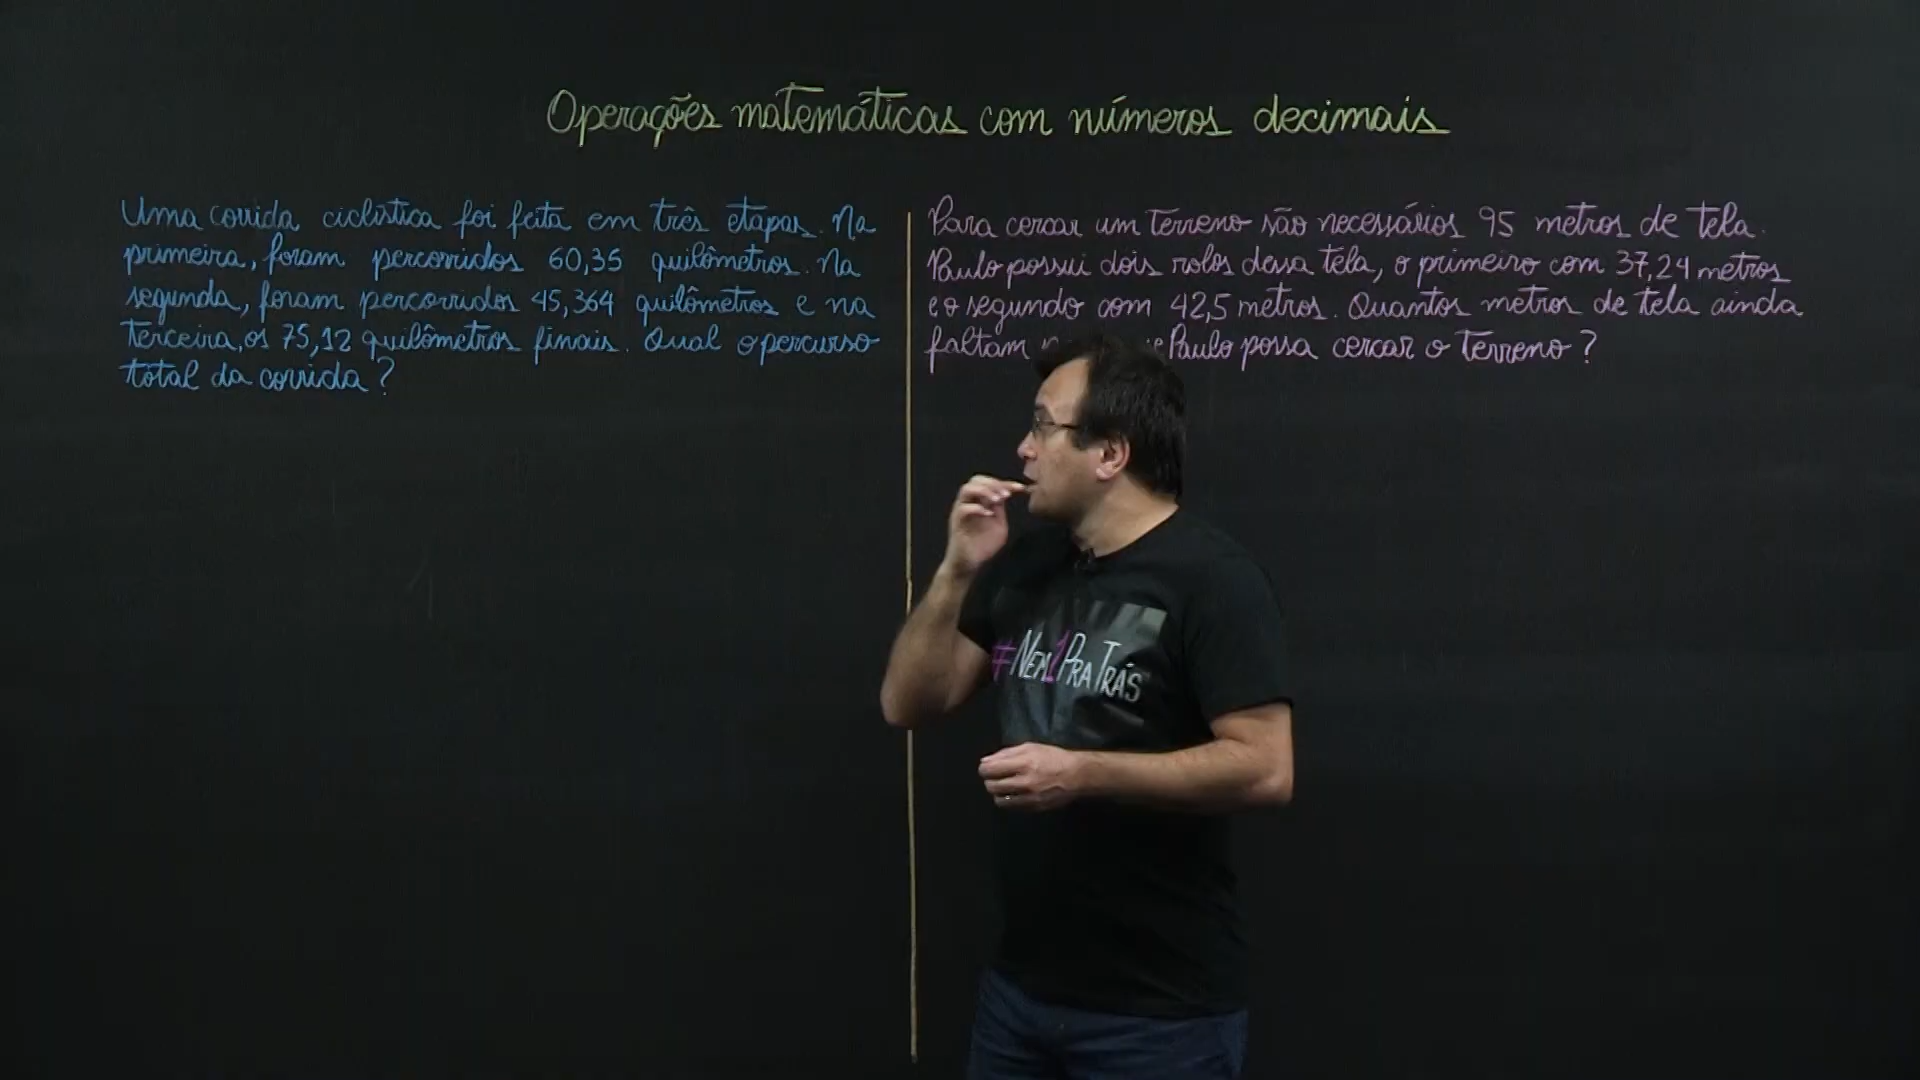 Operações matemáticas com números decimais
Uma corrida ciclística foi feita em três etapas. Na
primeira, foram percorridos 60,35 quilômetros. Na
segunda, foram percorridos 45,364 quilômetros e na
terceira, os 75,12 quilômetros finais. Qual o percurso
total da corrida?
Para cercar um terreno são necessários 95 metros de tela.
Paulo possui dois rolos dessa tela, o primeiro com 37,24 metros
e o segundo com 42,5 metros. Quantos metros de tela ainda
faltam Paulo possa cercar o terreno?
#NEM1PRATRÁS